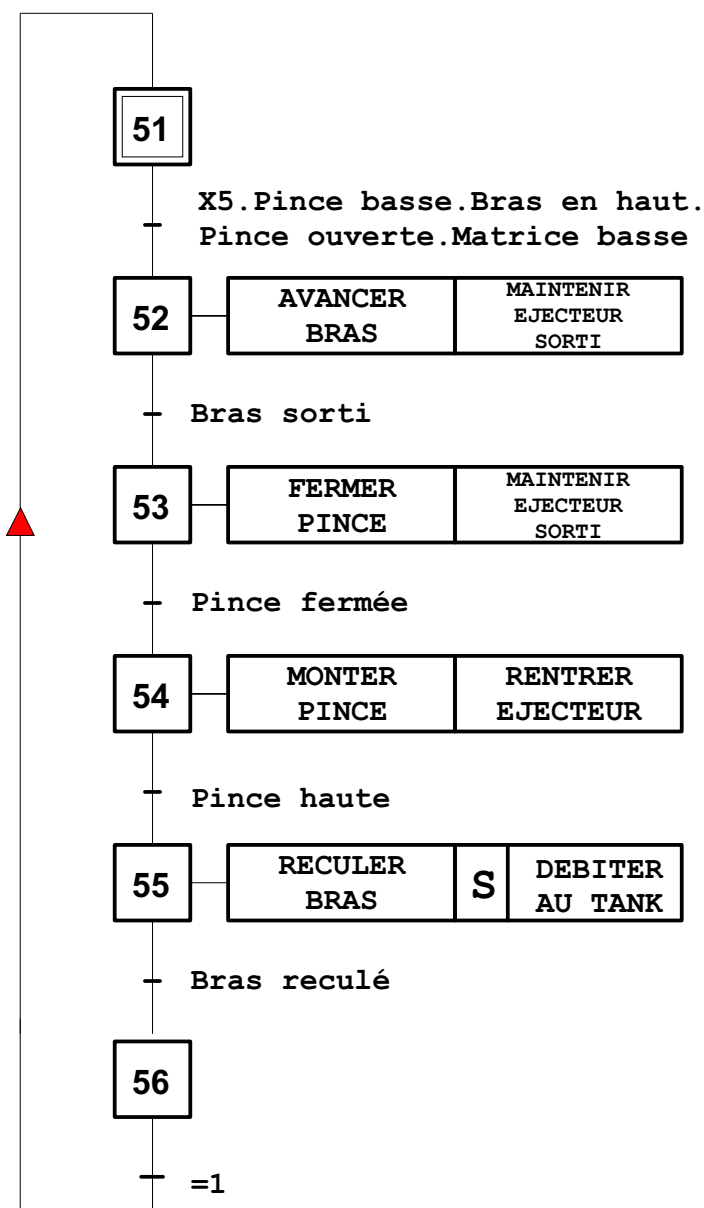 51
X5.Pince basse.Bras en haut.
Pince ouverte.Matrice basse
52
AVANCER
BRAS
MAINTENIR
EJECTEUR
SORTI
Bras sorti
53
FERMER
PINCE
MAINTENIR
EJECTEUR
SORTI
Pince fermée
54
MONTER
PINCE
RENTRER
EJECTEUR
Pince haute
55
RECULER
BRAS
S
DEBITER
AU TANK
Bras reculé
56
=1